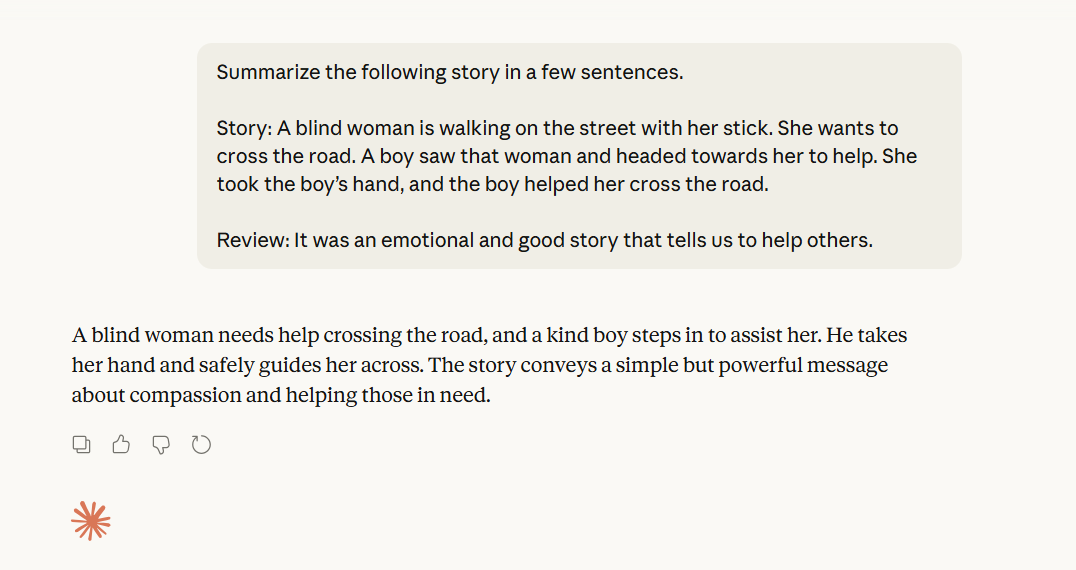 Summarize the following story in a few sentences.
Story: A blind woman is walking on the street with her stick. She wants to
cross the road. A boy saw that woman and headed towards her to help. She
took the boy’s hand, and the boy helped her cross the road.
Review: It was an emotional and good story that tells us to help others.
A blind woman needs help crossing the road, and a kind boy steps in to assist her. He takes
her hand and safely guides her across. The story conveys a simple but powerful message
about compassion and helping those in need.